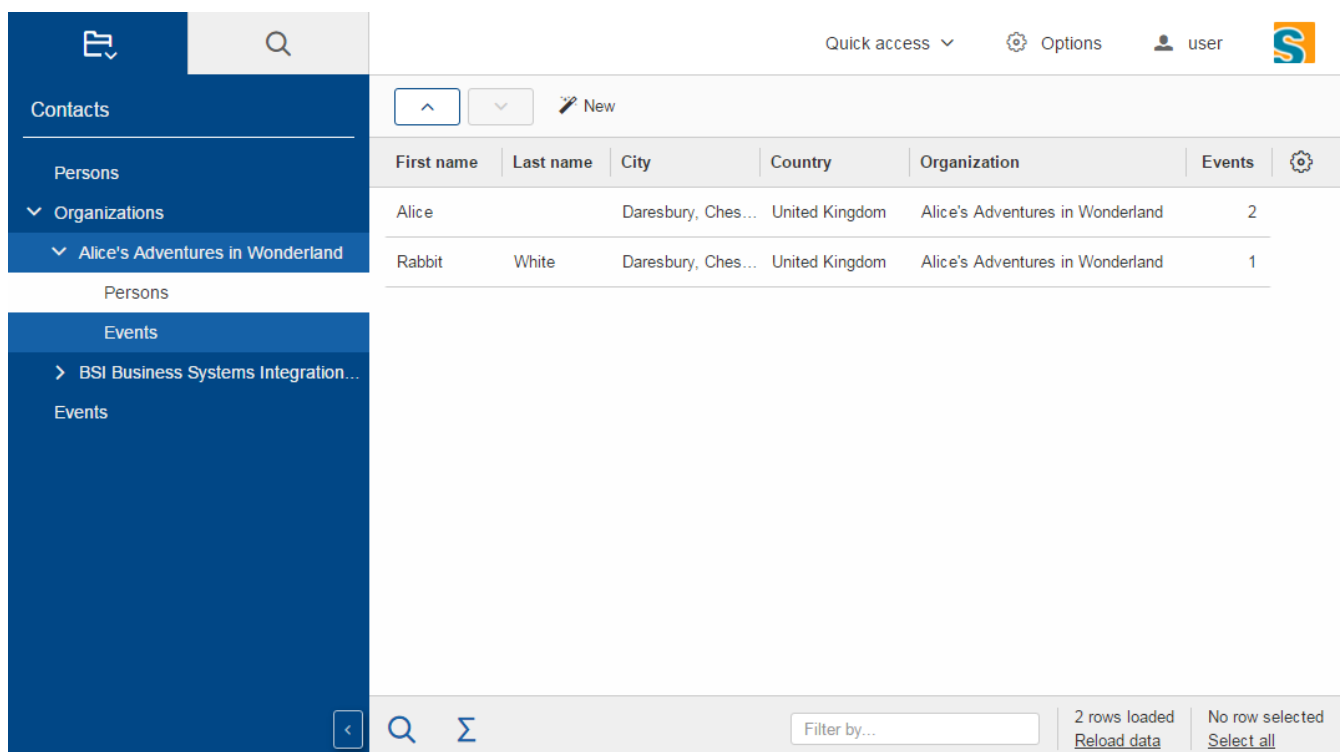 Quick access Options user
Contacts
New
Persons
Organizations
Alice's Adventures in Wonderland
Persons
Events
BSI Business Systems Integration...
Events
First name Last name City Country Organization Events
Alice Daresbury, Ches... United Kingdom Alice's Adventures in Wonderland 2
Rabbit White Daresbury, Ches... United Kingdom Alice's Adventures in Wonderland 1
Filter by...
2 rows loaded
Reload data
No row selected
Select all